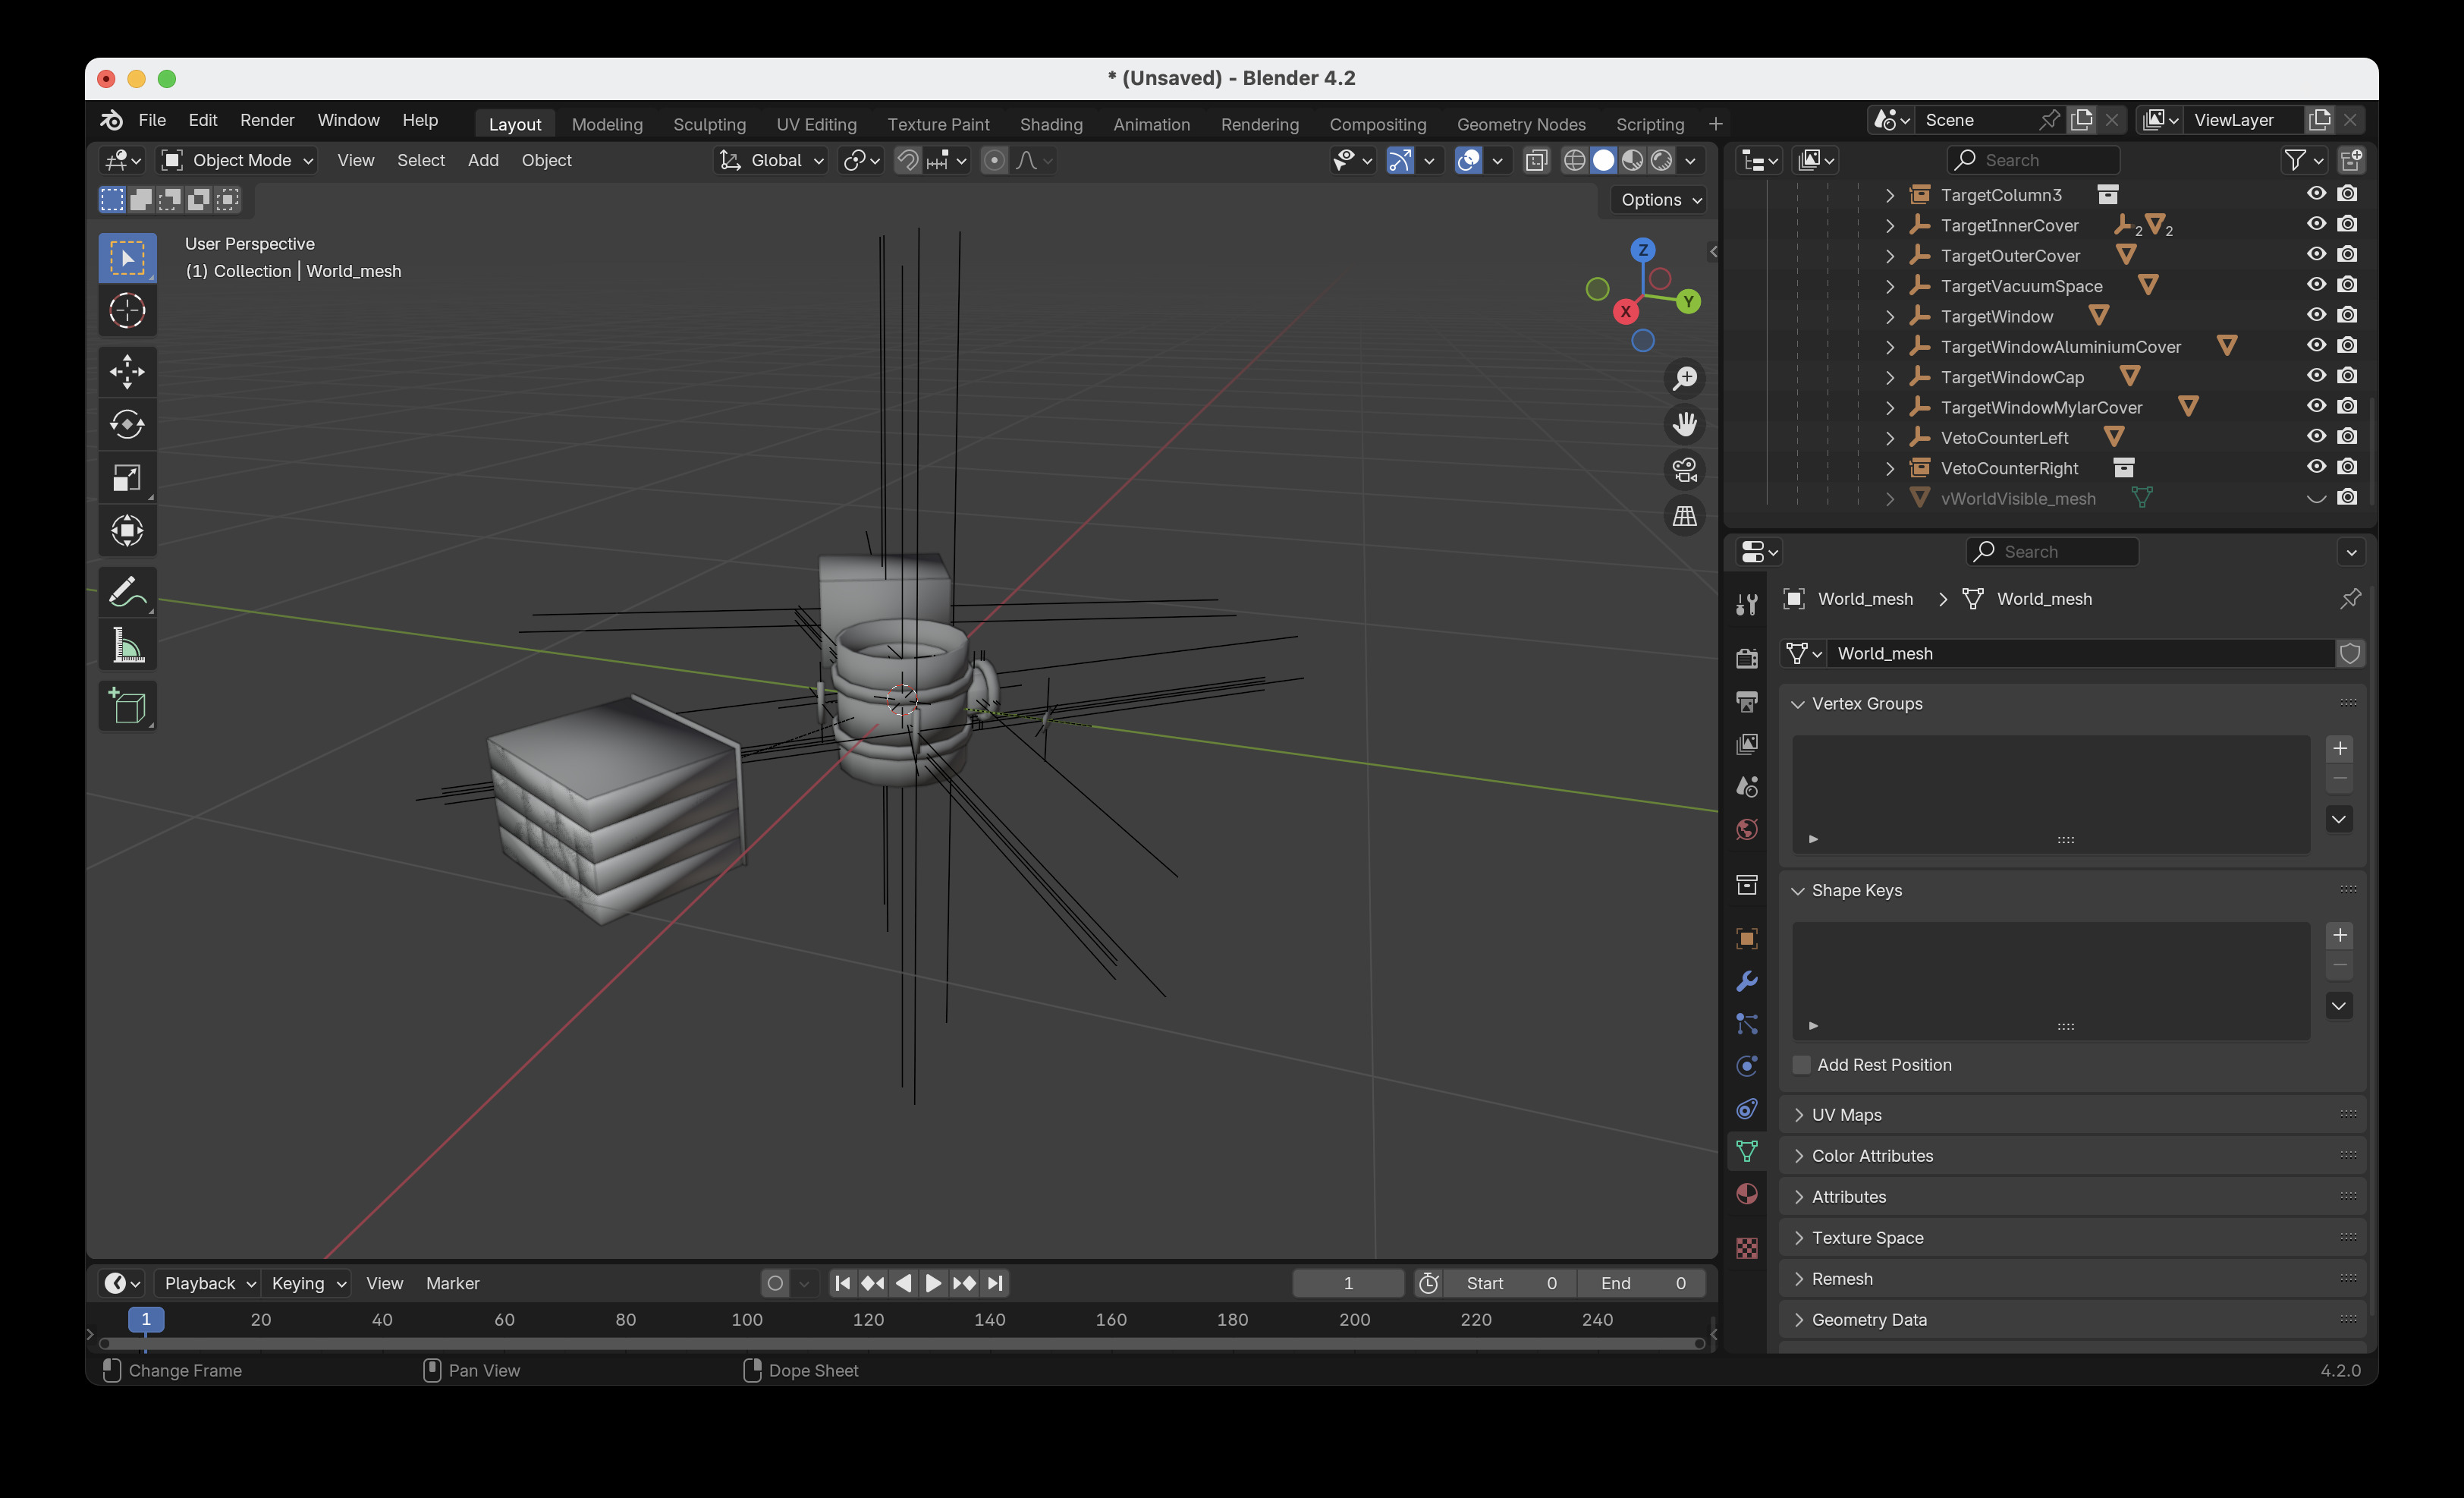 * (Unsaved) - Blender 4.2
File Edit Render Window Help Layout Modeling Sculpting UV Editing Texture Paint Shading Animation Rendering Compositing Geometry Nodes Scripting + Scene ViewLayer
Object Mode View Select Add Object Global Search
Options
User Perspective
(1) Collection | World_mesh
Z
Y
X
TargetColumn3
TargetInnerCover 2 2
TargetOuterCover
TargetVacuumSpace
TargetWindow
TargetWindowAluminiumCover
TargetWindowCap
TargetWindowMylarCover
VetoCounterLeft
VetoCounterRight
vWorldVisible_mesh
Search
World_mesh > World_mesh
World_mesh
Vertex Groups
Shape Keys
Add Rest Position
UV Maps
Color Attributes
Attributes
Texture Space
Remesh
Geometry Data
Playback Keying View Marker 1 Start 0 End 0
1 20 40 60 80 100 120 140 160 180 200 220 240
Change Frame Pan View Dope Sheet 4.2.0